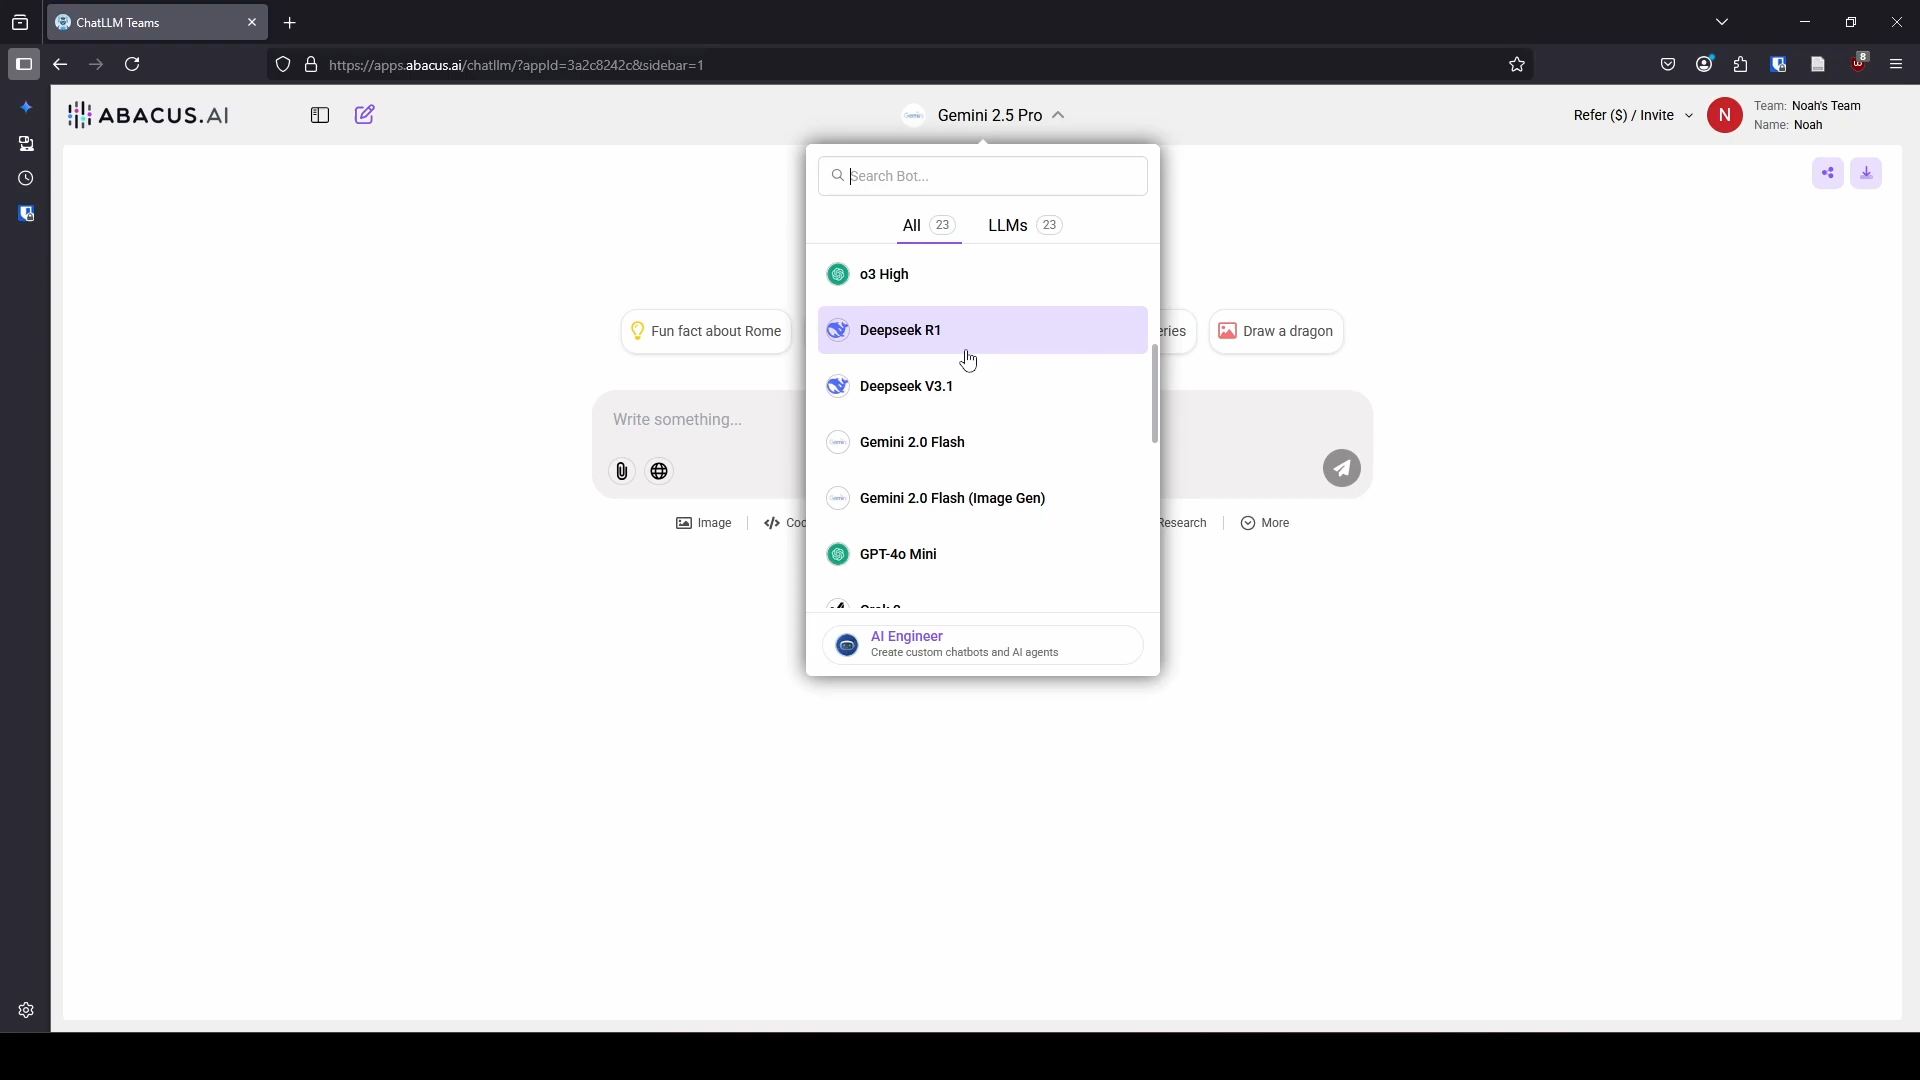 ChatLLM Teams
https://apps.abacus.ai/chatllm/?appId=3a2c8242c&sidebar=1
8
ABACUS.AI
Gemini 2.5 Pro
Refer ($) / Invite
N
Team: Noah's Team
Name: Noah
Search Bot...
All 23
LLMs 23
o3 High
Deepseek R1
Deepseek V3.1
Gemini 2.0 Flash
Gemini 2.0 Flash (Image Gen)
GPT-4o Mini
AI Engineer
Create custom chatbots and AI agents
Fun fact about Rome
eries
Draw a dragon
Write something...
Image
Coo
Research
More